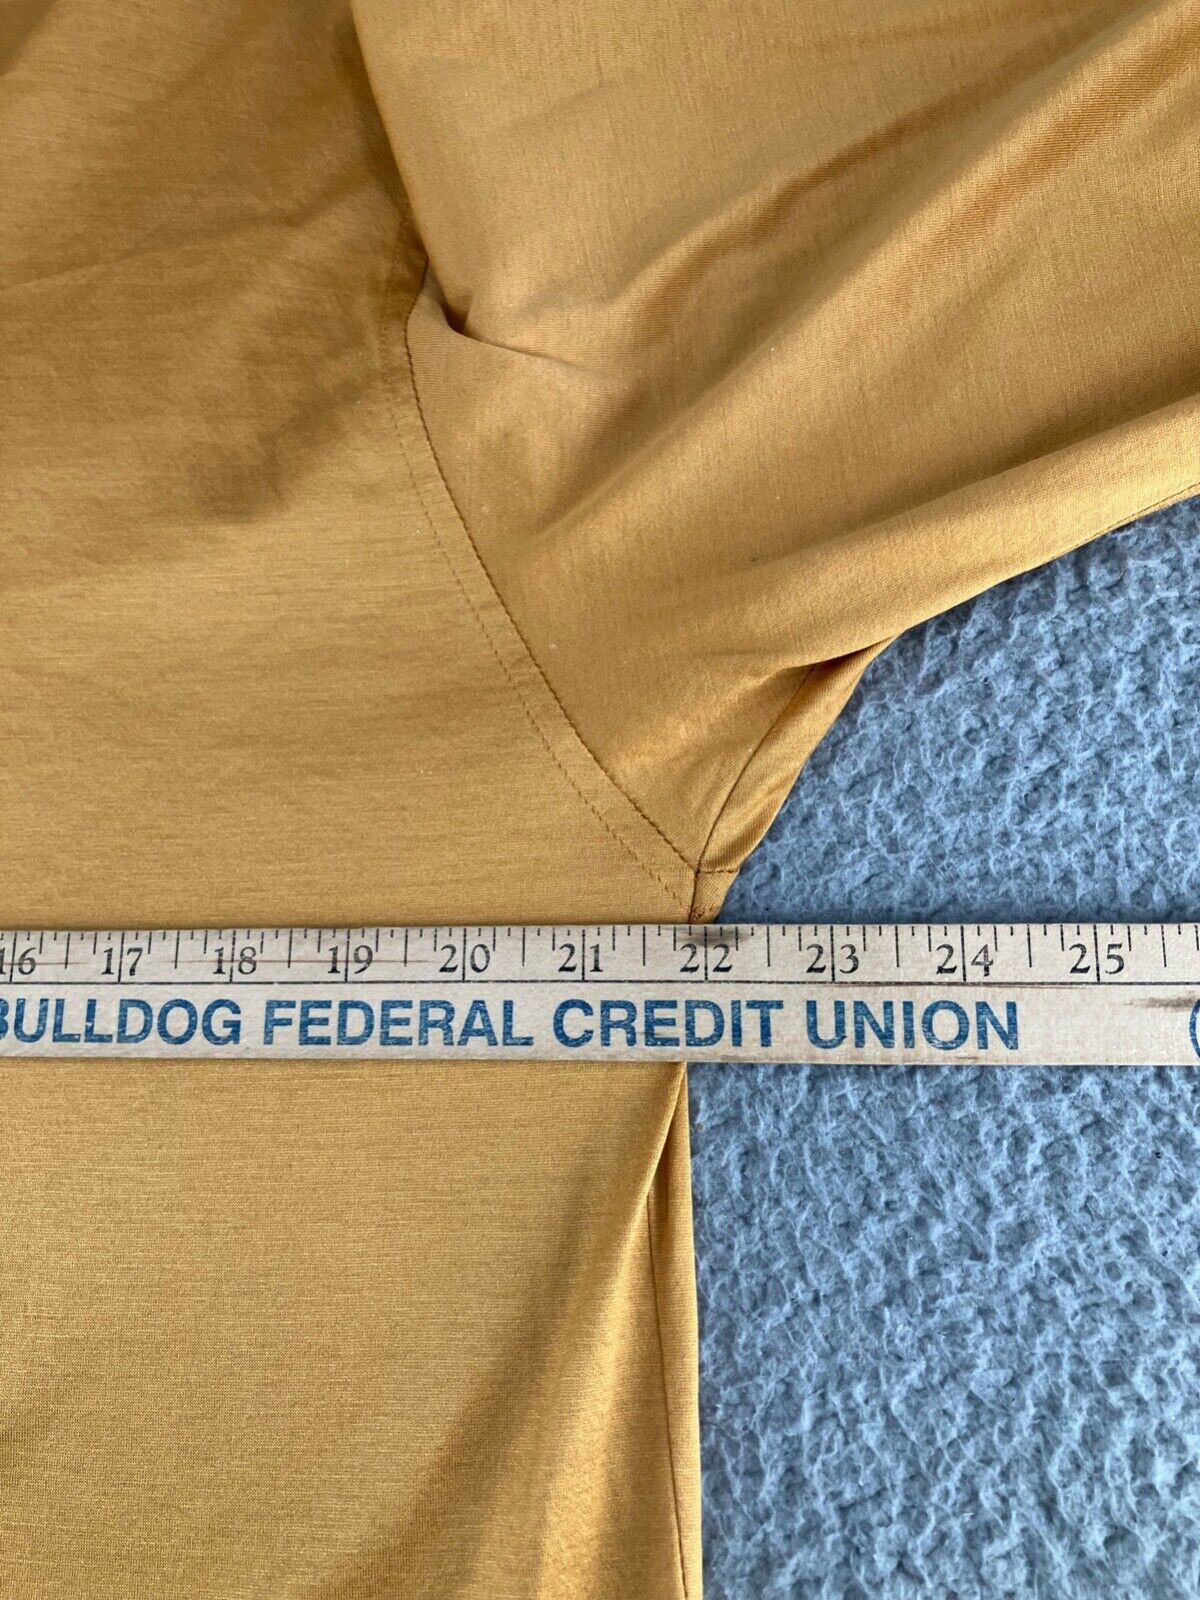 16 17 18 19 20 21 22 23 24 25
BULLDOG FEDERAL CREDIT UNION (